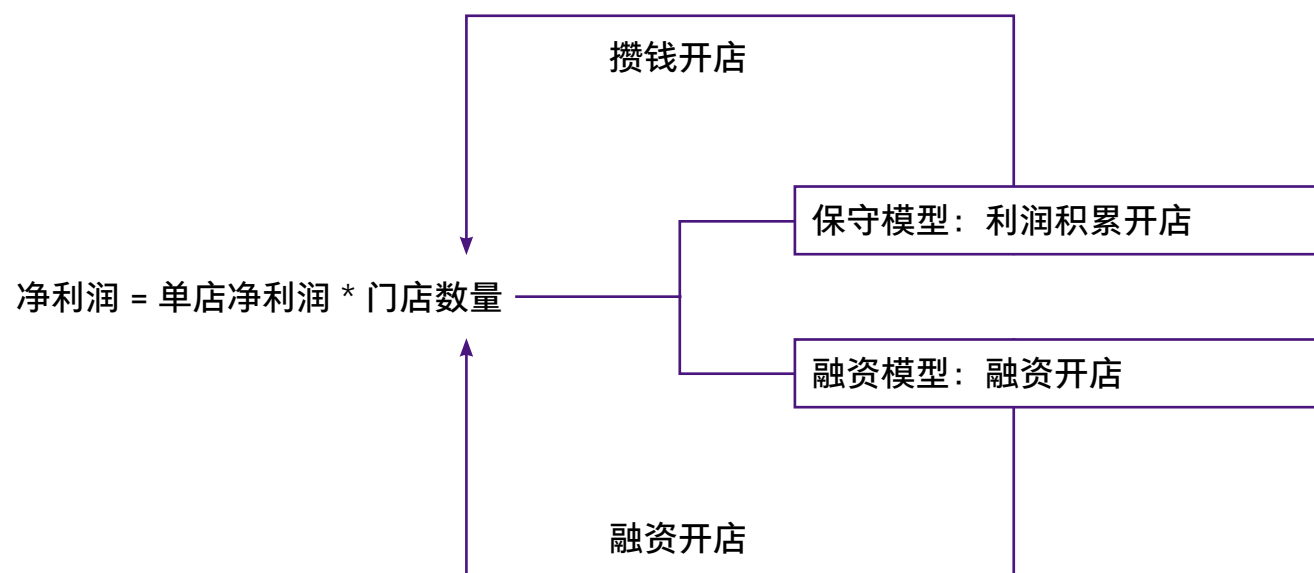 攒钱开店
保守模型：利润积累开店
净利润 = 单店净利润 * 门店数量
融资模型：融资开店
融资开店